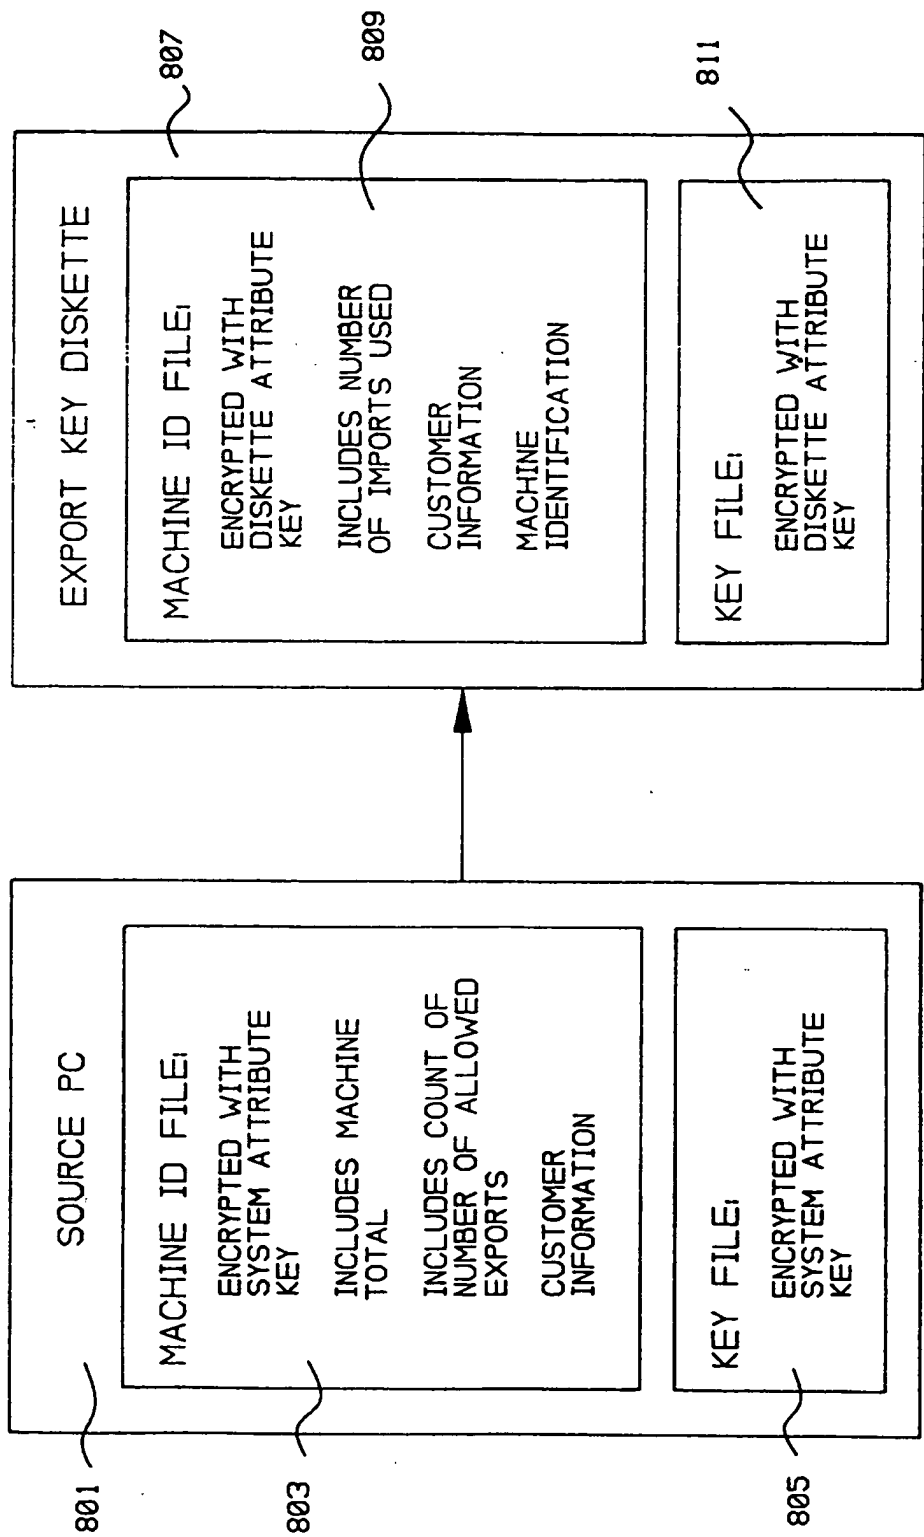 801
SOURCE PC
803
MACHINE ID FILE:
ENCRYPTED WITH
SYSTEM ATTRIBUTE
KEY
INCLUDES MACHINE
TOTAL
INCLUDES COUNT OF
NUMBER OF ALLOWED
EXPORTS
CUSTOMER
INFORMATION
805
KEY FILE:
ENCRYPTED WITH
SYSTEM ATTRIBUTE
KEY
EXPORT KEY DISKETTE
807
MACHINE ID FILE:
ENCRYPTED WITH
DISKETTE ATTRIBUTE
KEY
INCLUDES NUMBER
OF IMPORTS USED
CUSTOMER
INFORMATION
MACHINE
IDENTIFICATION
809
KEY FILE:
ENCRYPTED WITH
DISKETTE ATTRIBUTE
KEY
811